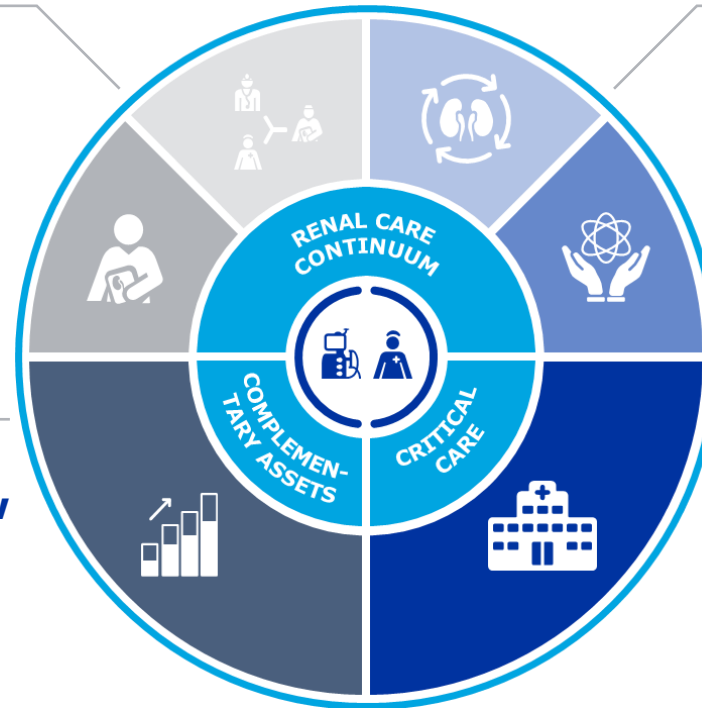 RENAL CARE
CONTINUUM
COMPLEMEN-
TARY ASSETS
CRITICAL
CARE